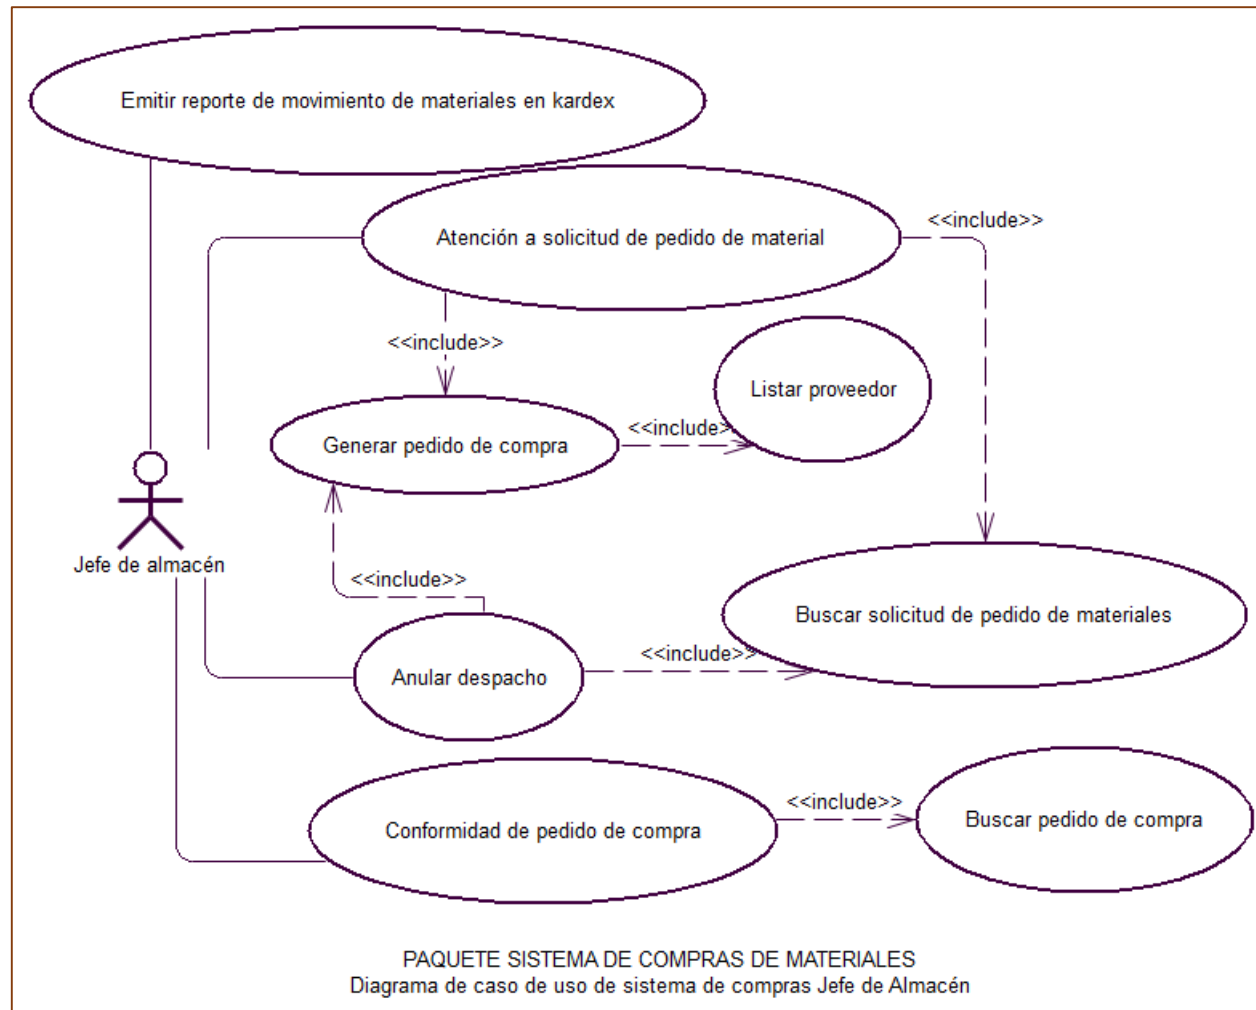 Emitir reporte de movimiento de materiales en kardex
Atención a solicitud de pedido de material
<<include>>
<<include>>
Listar proveedor
Generar pedido de compra
<<include>
Jefe de almacén
<<include>>
Buscar solicitud de pedido de materiales
Anular despacho
<<include>>
Conformidad de pedido de compra
<<include>>
Buscar pedido de compra
PAQUETE SISTEMA DE COMPRAS DE MATERIALES
Diagrama de caso de uso de sistema de compras Jefe de Almacén